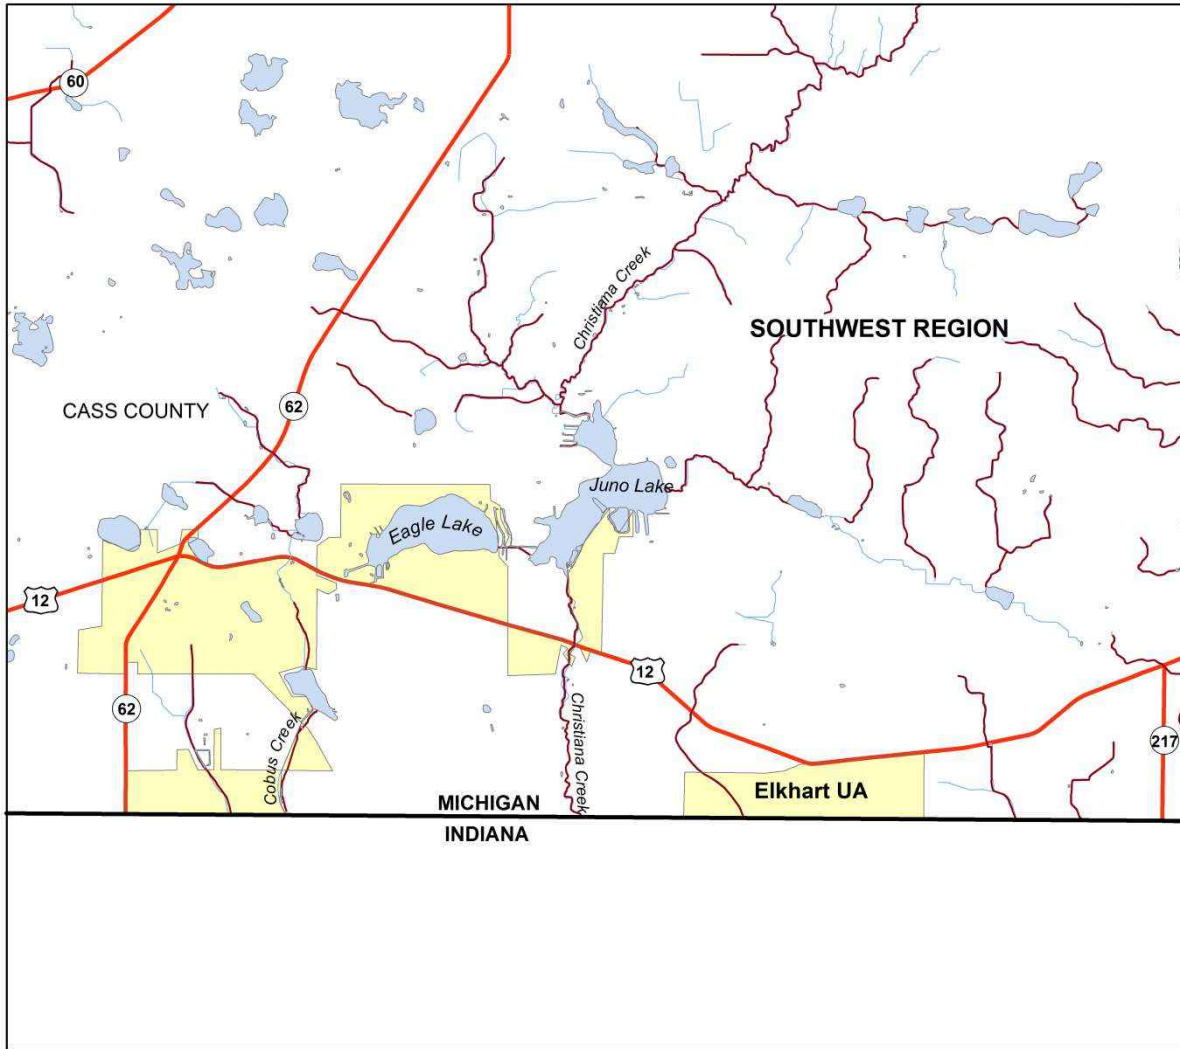 60
Christiana Creek
SOUTHWEST REGION
CASS COUNTY
62
Juno Lake
Eagle Lake
12
12
62
Christiana Creek
217
Cobus Creek
Elkhart UA
MICHIGAN
INDIANA